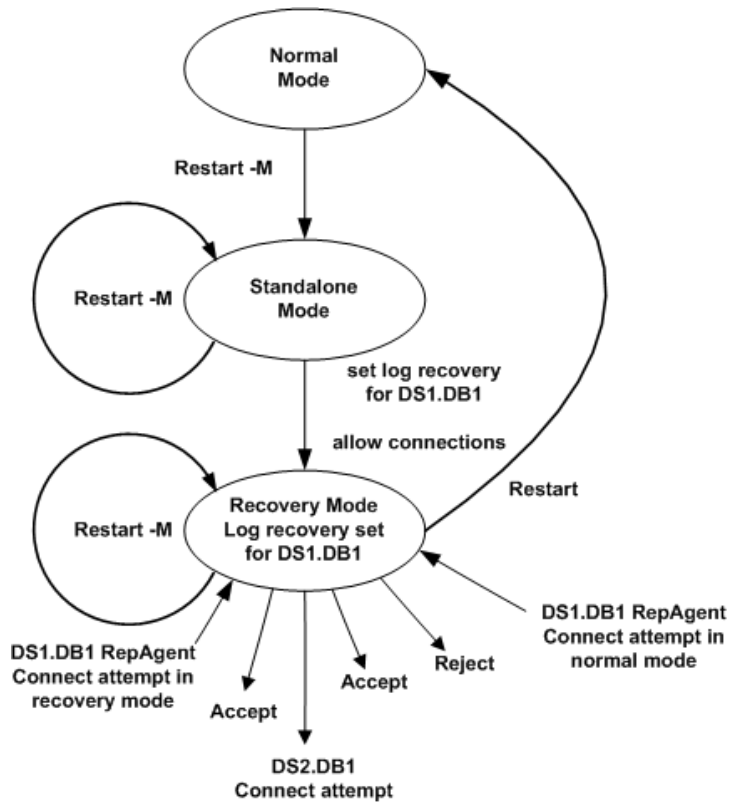 Normal
Mode
Restart -M
Restart -M
Standalone
Mode
set log recovery
for DS1.DB1
allow connections
Restart
Restart -M
Recovery Mode
Log recovery set
for DS1.DB1
DS1.DB1 RepAgent
Connect attempt in
recovery mode
Accept
Accept
Reject
DS1.DB1 RepAgent
Connect attempt in
normal mode
DS2.DB1
Connect attempt